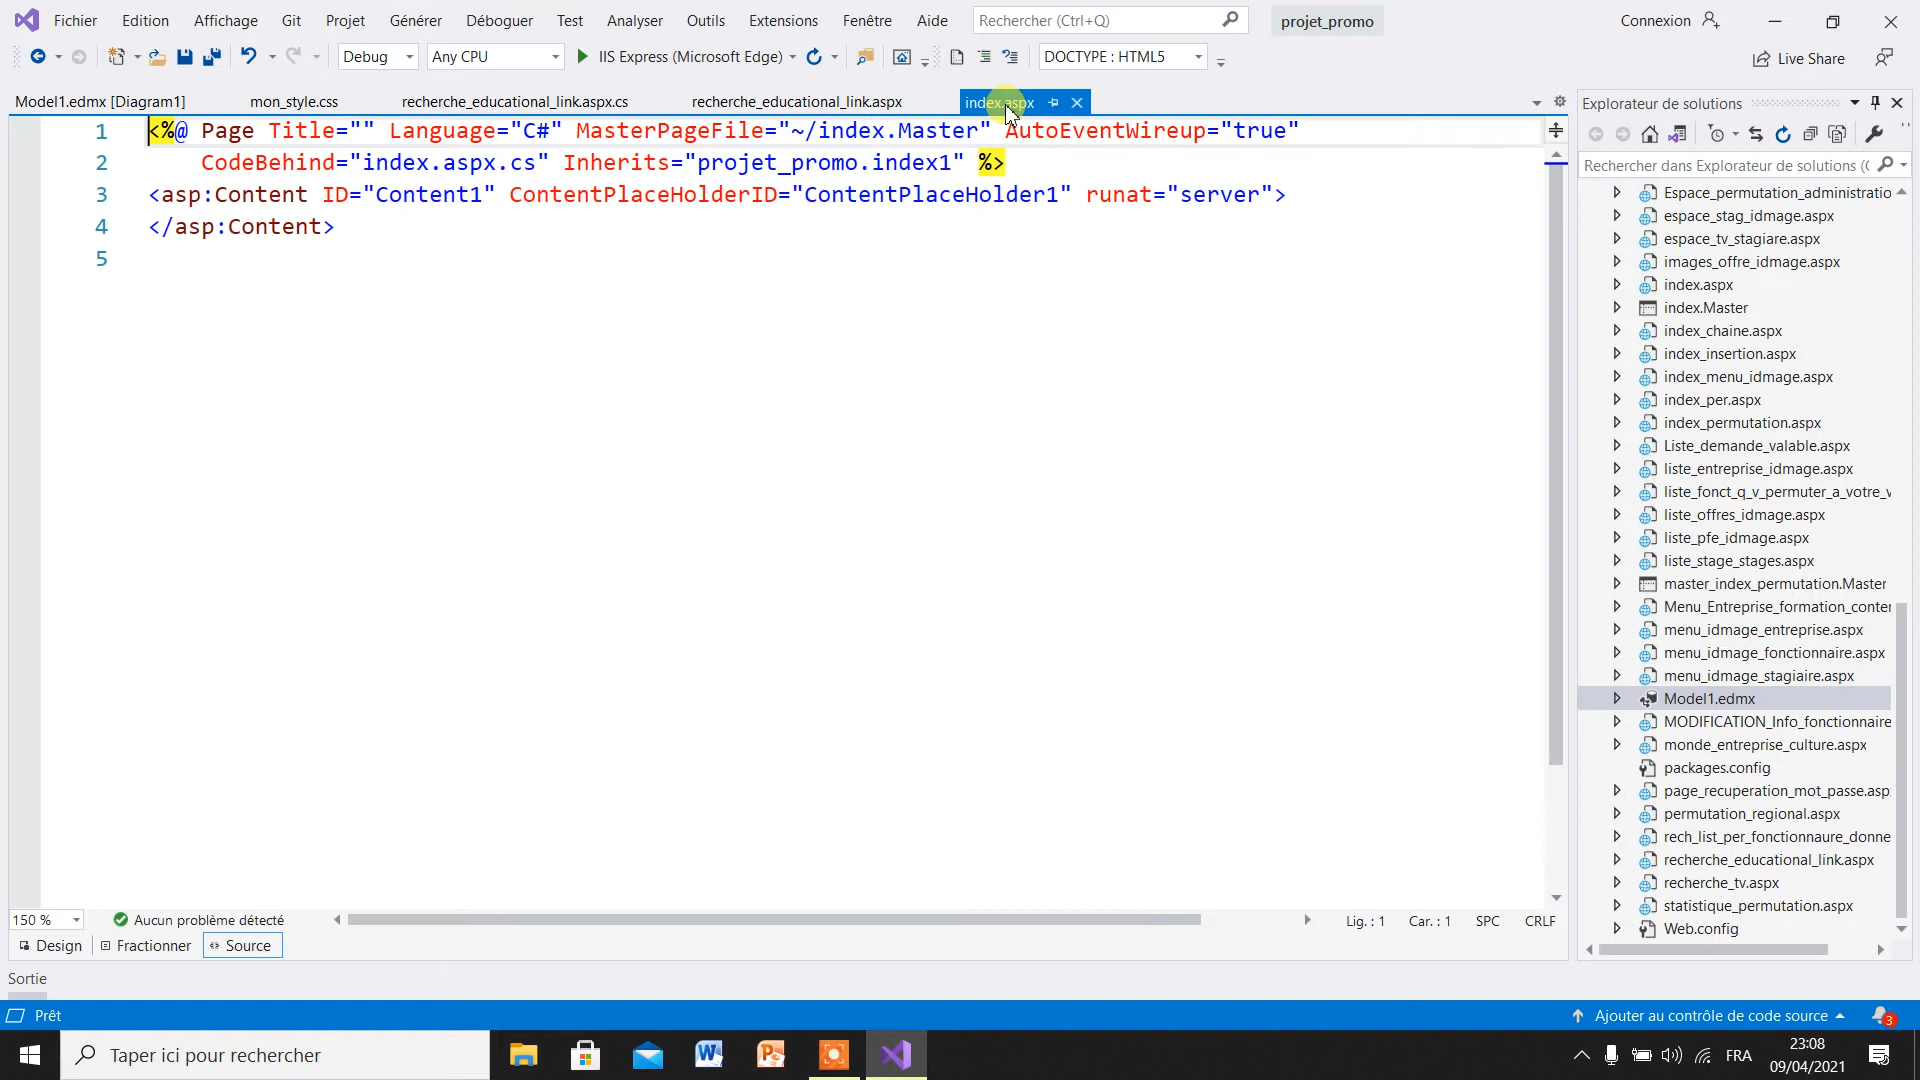 Fichier Edition Affichage Git Projet Générer Déboguer Test Analyser Outils Extensions Fenêtre Aide Rechercher (Ctrl+Q) projet_promo Connexion
Debug Any CPU IIS Express (Microsoft Edge) DOCTYPE : HTML5 Live Share
Model1.edmx [Diagram1] mon_style.css recherche_educational_link.aspx.cs recherche_educational_link.aspx index.aspx
1 <%@ Page Title="" Language="C#" MasterPageFile="~/index.Master" AutoEventWireup="true"
2 CodeBehind="index.aspx.cs" Inherits="projet_promo.index1" %>
3 <asp:Content ID="Content1" ContentPlaceHolderID="ContentPlaceHolder1" runat="server">
4 </asp:Content>
5
150 % Aucun problème détecté Lig. : 1 Car. : 1 SPC CRLF
Design Fractionner Source
Explorateur de solutions
Rechercher dans Explorateur de solutions (
Espace_permutation_administratio
espace_stag_idmage.aspx
espace_tv_stagiare.aspx
images_offre_idmage.aspx
index.aspx
index.Master
index_chaine.aspx
index_insertion.aspx
index_menu_idmage.aspx
index_per.aspx
index_permutation.aspx
Liste_demande_valable.aspx
liste_entreprise_idmage.aspx
liste_fonct_q_v_permuter_a_votre_v
liste_offres_idmage.aspx
liste_pfe_idmage.aspx
liste_stage_stages.aspx
master_index_permutation.Master
Menu_Entreprise_formation_conter
menu_idmage_entreprise.aspx
menu_idmage_fonctionnaire.aspx
menu_idmage_stagiaire.aspx
Model1.edmx
MODIFICATION_Info_fonctionnaire
monde_entreprise_culture.aspx
packages.config
page_recuperation_mot_passe.asp
permutation_regional.aspx
rech_list_per_fonctionnaure_donne
recherche_educational_link.aspx
recherche_tv.aspx
statistique_permutation.aspx
Web.config
Sortie
Prêt Ajouter au contrôle de code source 3
Taper ici pour rechercher FRA 23:08
09/04/2021